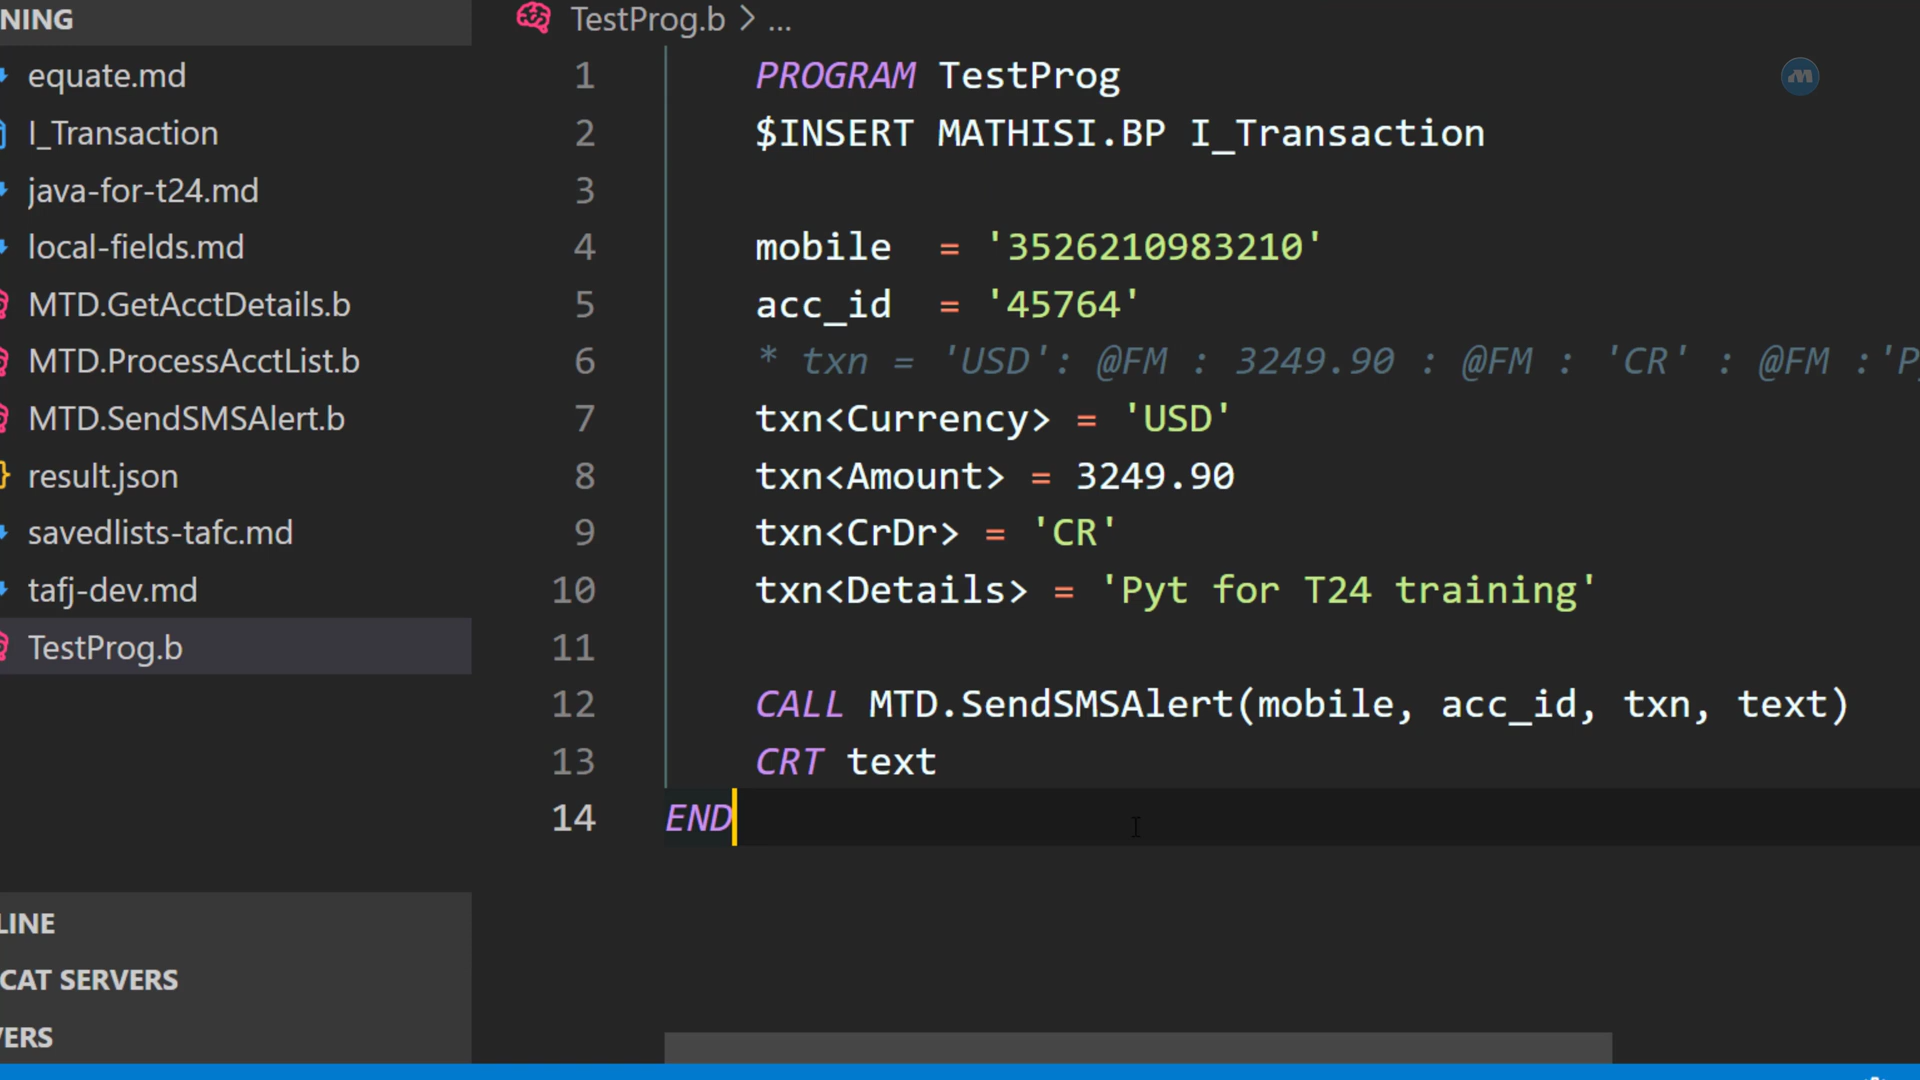 NING
equate.md
I_Transaction
java-for-t24.md
local-fields.md
MTD.GetAcctDetails.b
MTD.ProcessAcctList.b
MTD.SendSMSAlert.b
result.json
savedlists-tafc.md
tafj-dev.md
TestProg.b
LINE
CAT SERVERS
VERS
TestProg.b > ...
1 PROGRAM TestProg
2 $INSERT MATHISI.BP I_Transaction
3
4 mobile = '3526210983210'
5 acc_id = '45764'
6 * txn = 'USD': @FM : 3249.90 : @FM : 'CR' : @FM :'P
7 txn<Currency> = 'USD'
8 txn<Amount> = 3249.90
9 txn<CrDr> = 'CR'
10 txn<Details> = 'Pyt for T24 training'
11
12 CALL MTD.SendSMSAlert(mobile, acc_id, txn, text)
13 CRT text
14 END